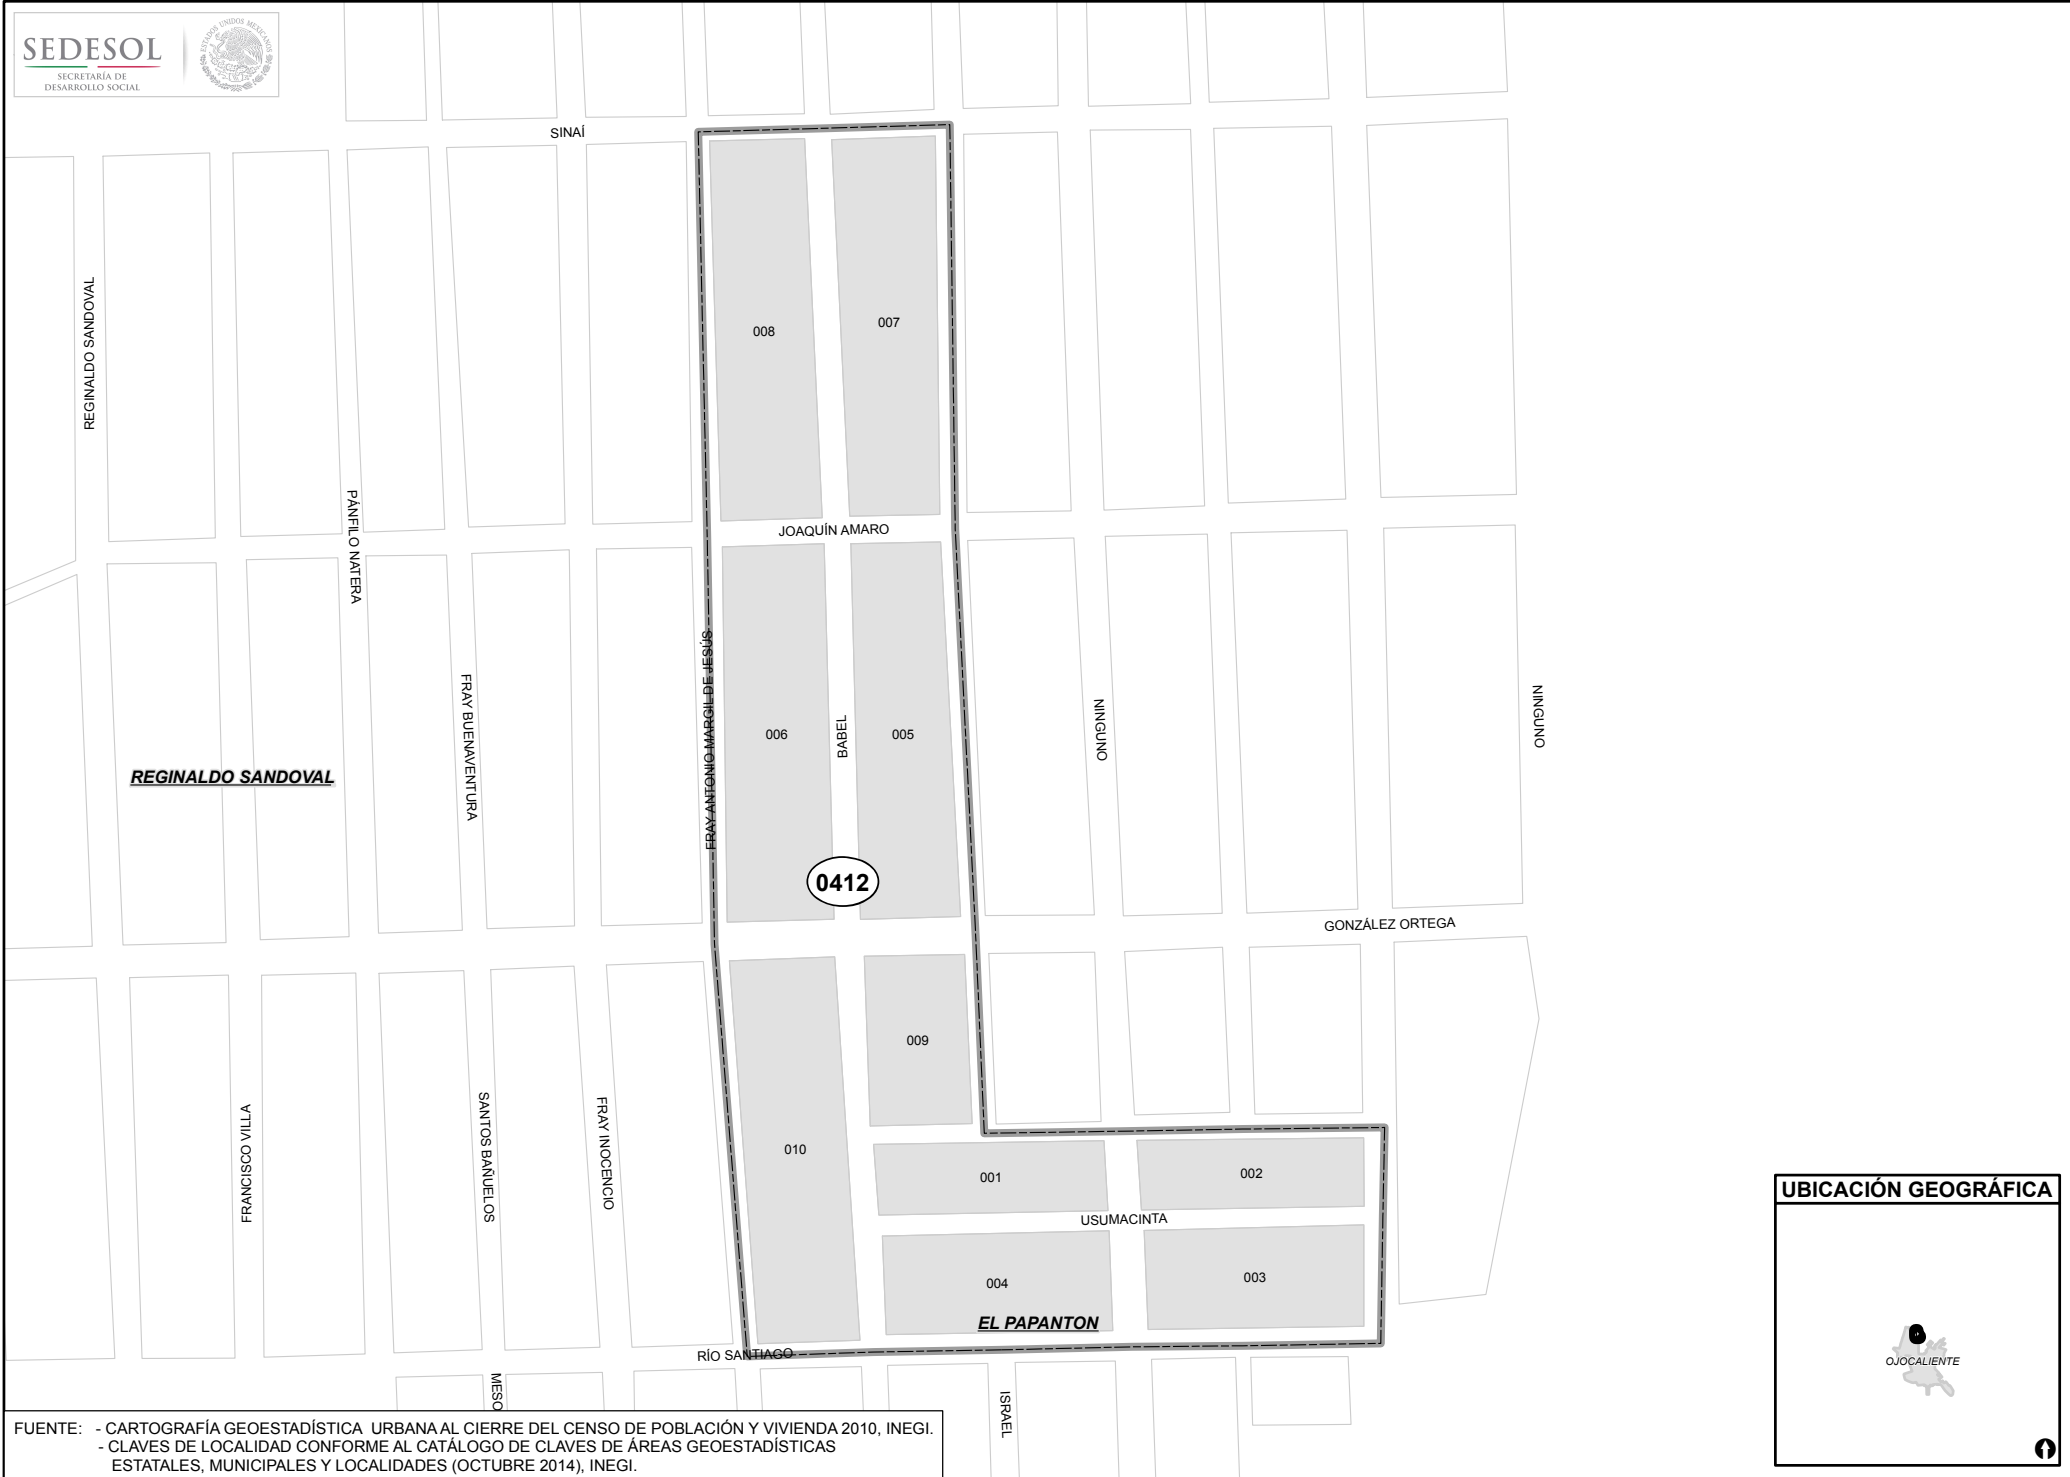 SEDESOL
SECRETARÍA DE
DESARROLLO SOCIAL
ESTADOS UNIDOS MEXICANOS
SINAÍ
REGINALDO SANDOVAL
008
007
PÁNFILO NATERA
JOAQUÍN AMARO
FRAY BUENAVENTURA
FRAY ANTONIO MARGIL DE JESÚS
006
BABEL
005
NINGUNO
NINGUNO
REGINALDO SANDOVAL
0412
GONZÁLEZ ORTEGA
009
FRANCISCO VILLA
SANTOS BAÑUELOS
FRAY INOCENCIO
010
001
002
USUMACINTA
004
003
EL PAPANTON
RÍO SANTIAGO
MESO
ISRAEL
UBICACIÓN GEOGRÁFICA
OJOCALIENTE
FUENTE: - CARTOGRAFÍA GEOESTADÍSTICA URBANA AL CIERRE DEL CENSO DE POBLACIÓN Y VIVIENDA 2010, INEGI.
- CLAVES DE LOCALIDAD CONFORME AL CATÁLOGO DE CLAVES DE ÁREAS GEOESTADÍSTICAS
ESTATALES, MUNICIPALES Y LOCALIDADES (OCTUBRE 2014), INEGI.